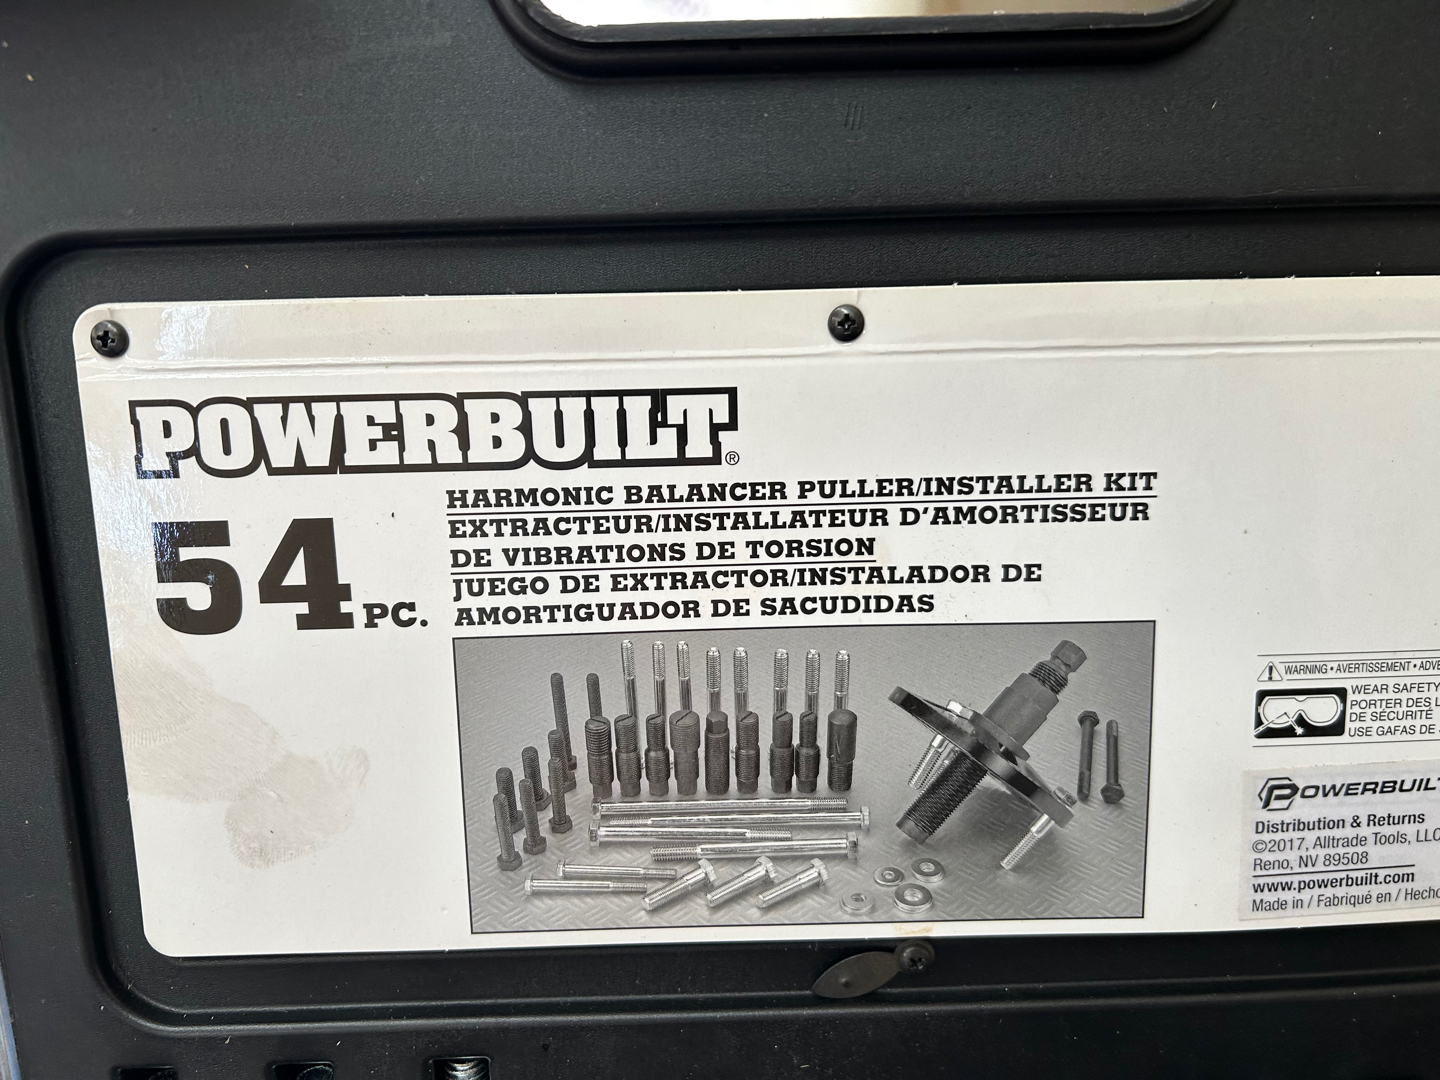 POWERBUILT®
54 PC.
HARMONIC BALANCER PULLER/INSTALLER KIT
EXTRACTEUR/INSTALLATEUR D'AMORTISSEUR
DE VIBRATIONS DE TORSION
JUEGO DE EXTRACTOR/INSTALADOR DE
AMORTIGUADOR DE SACUDIDAS
WARNING • AVERTISSEMENT •
WEAR SAFETY
PORTER DES
DE SÉCURITÉ
USE GAFAS DE
POWERBUILT
Distribution & Returns
©2017, Alltrade Tools, LLC
Reno, NV 89508
www.powerbuilt.com
Made in / Fabriqué en / Hecho